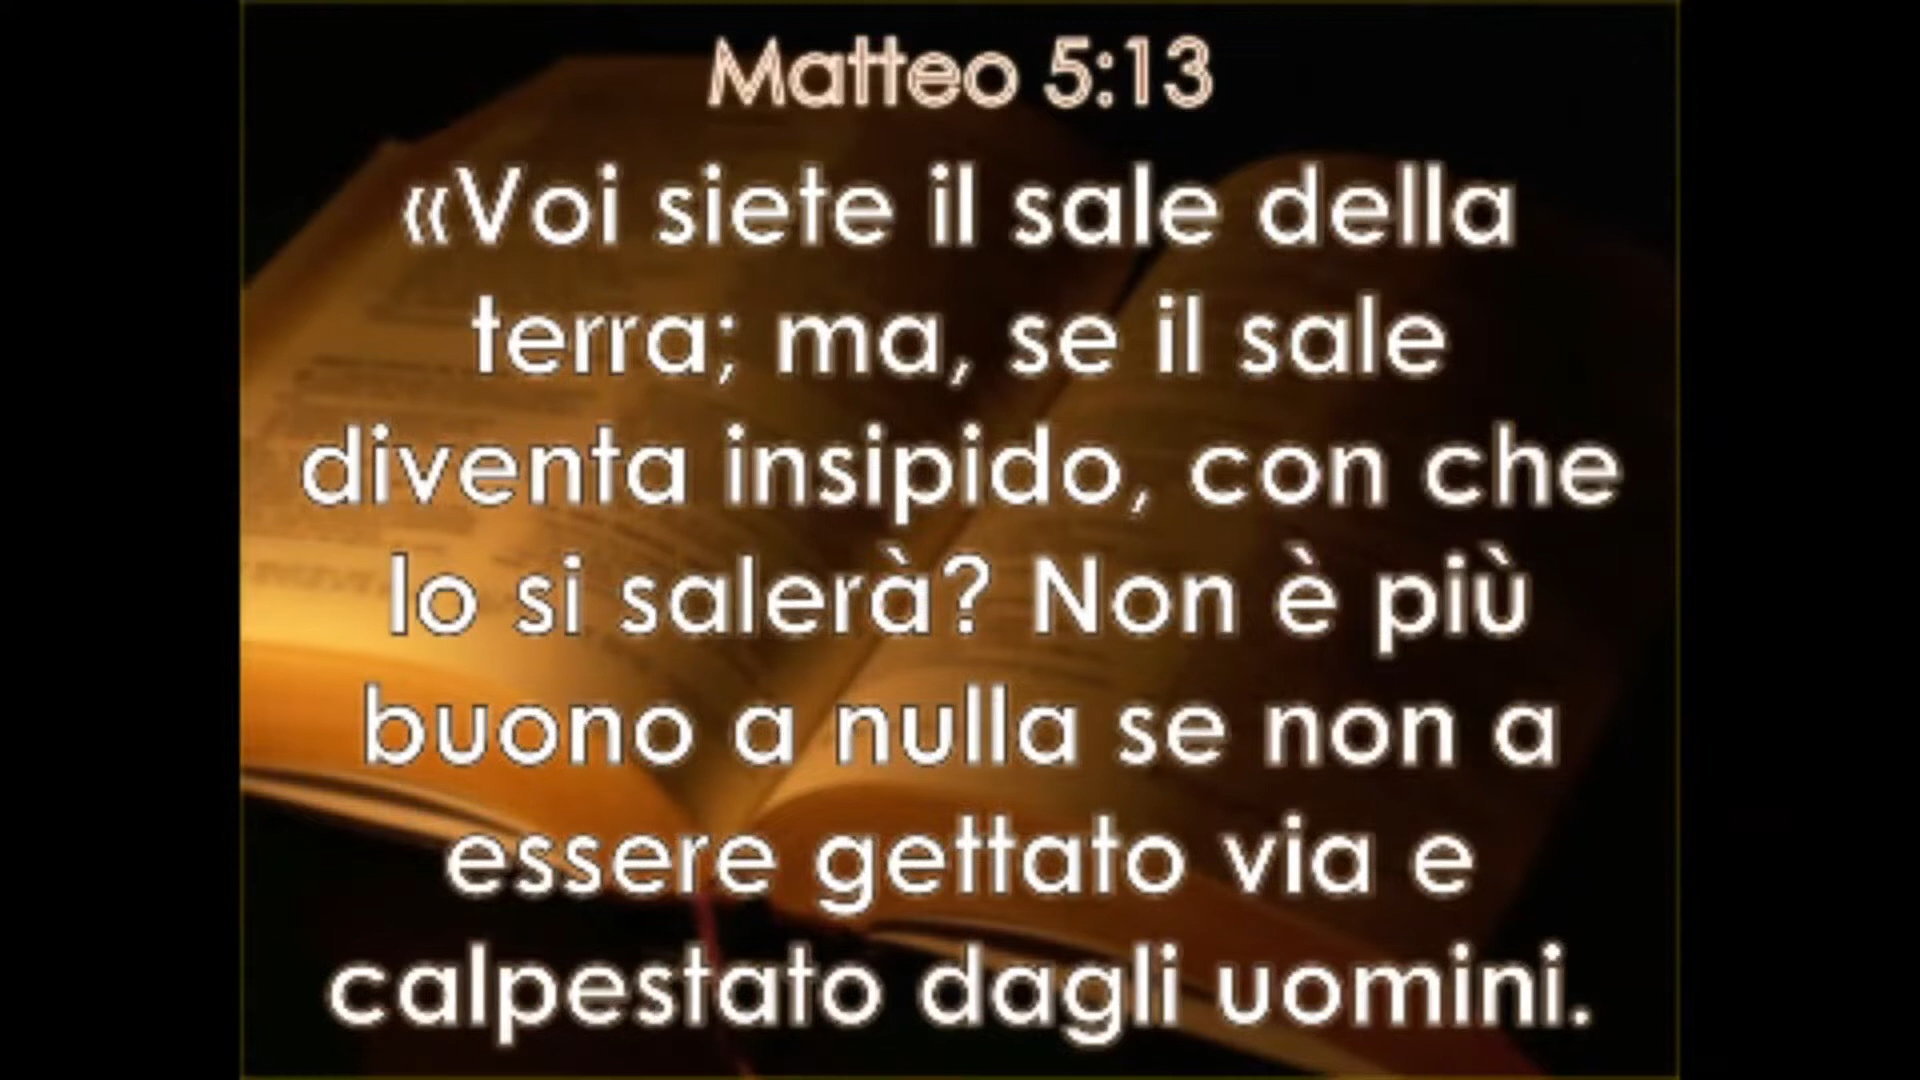 Matteo 5:13
«Voi siete il sale della
terra; ma, se il sale
diventa insipido, con che
lo si salerà? Non è più
buono a nulla se non a
essere gettato via e
calpestato dagli uomini.